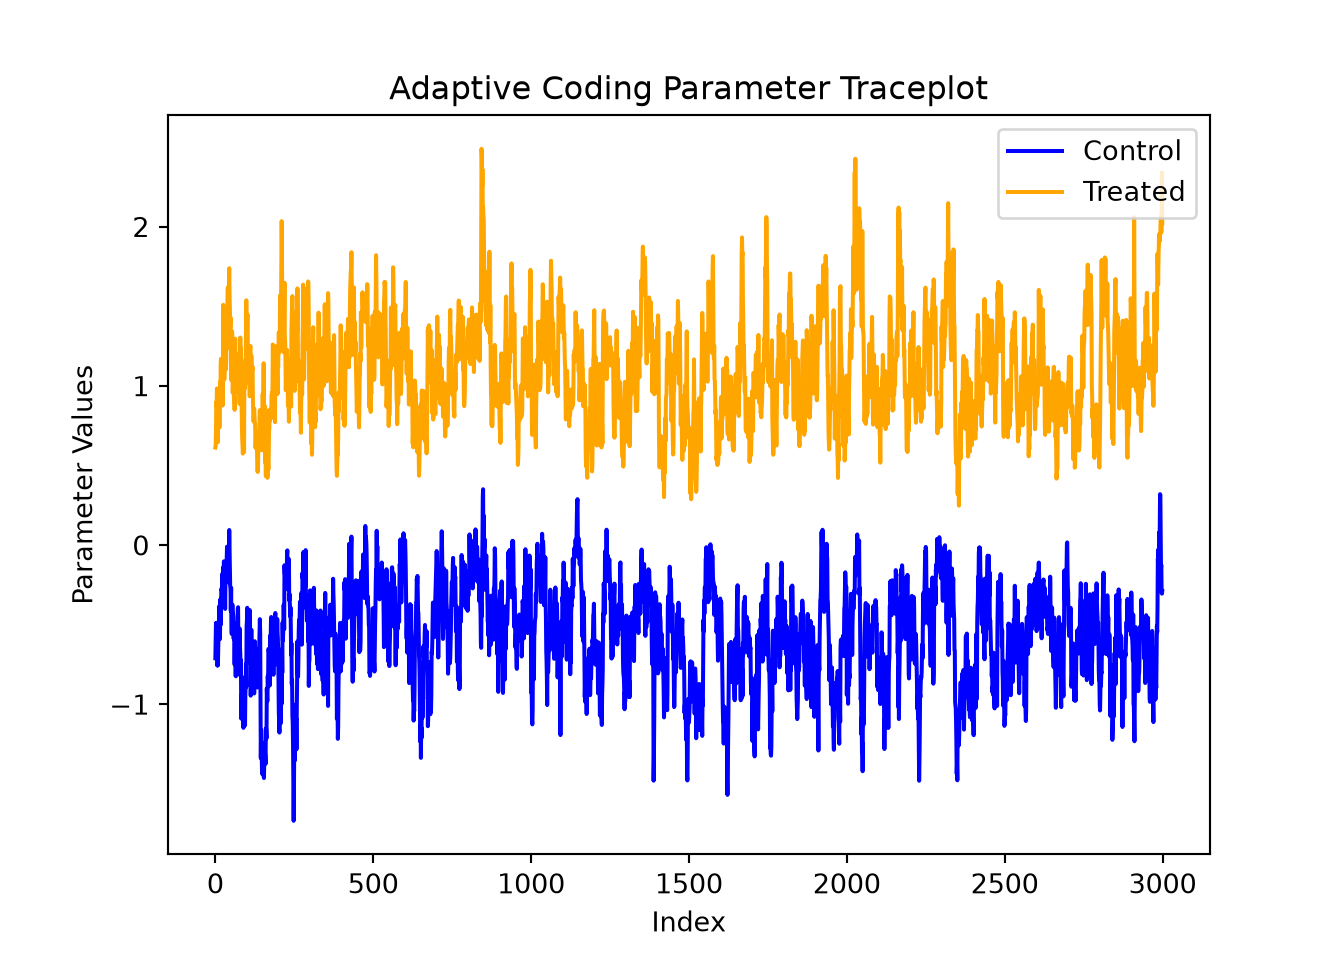 Adaptive Coding Parameter Traceplot
Control
Treated
Parameter Values
2
1
0
−1
0 500 1000 1500 2000 2500 3000
Index